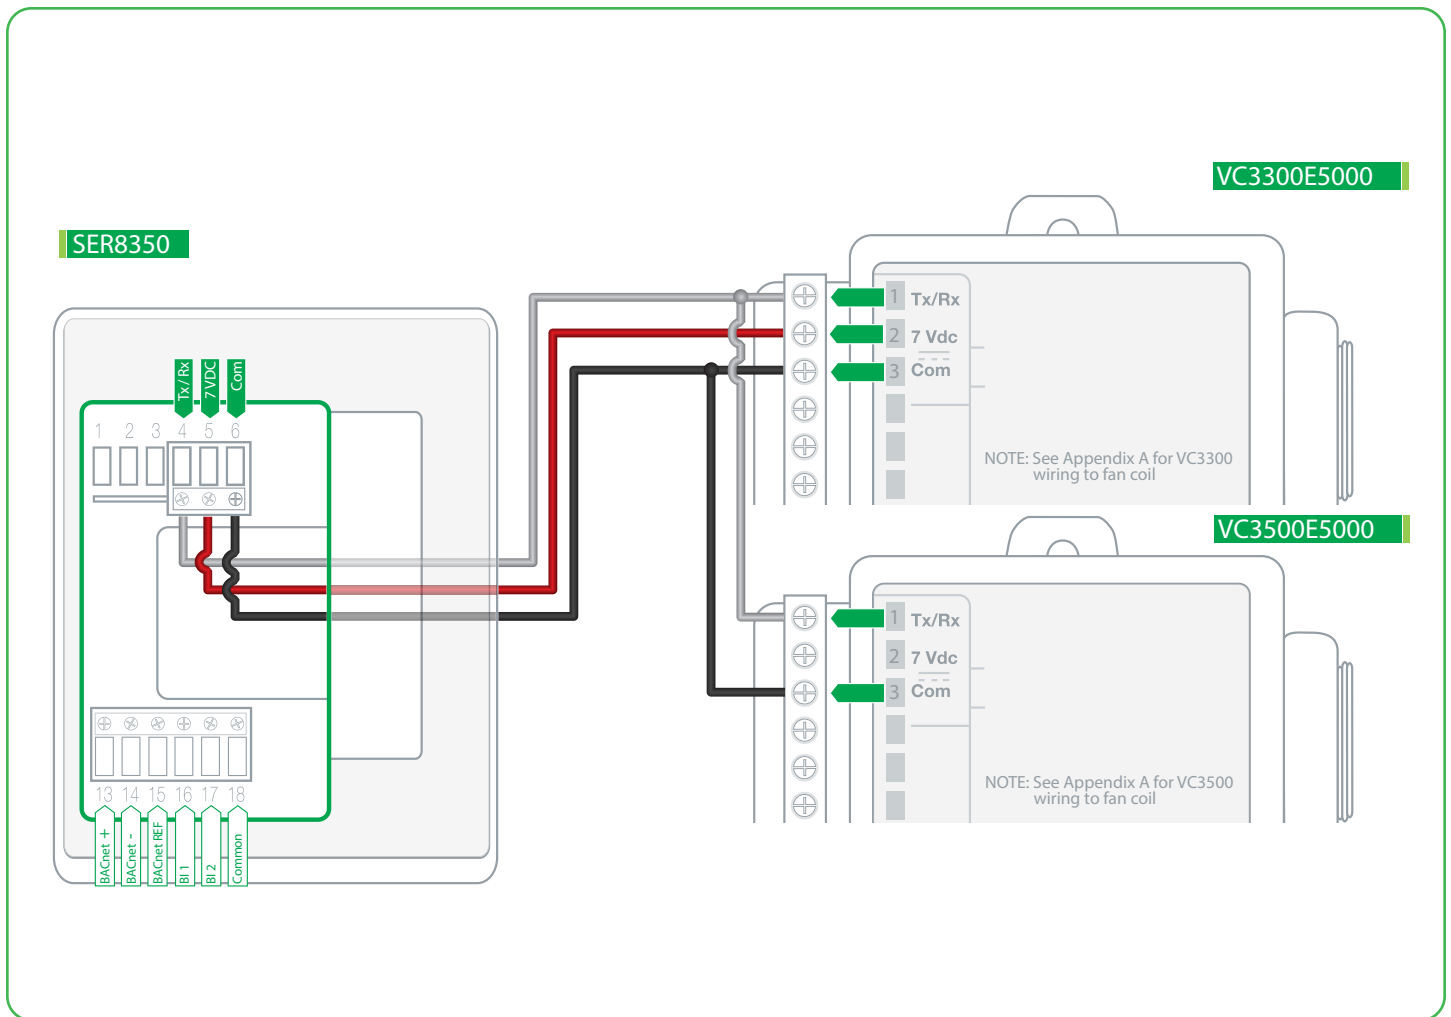 VC3300E5000
SER8350
Tx / Rx
7 VDC
Com
1 2 3 4 5 6
1 Tx/Rx
2 7 Vdc
3 Com
NOTE: See Appendix A for VC3300
wiring to fan coil
VC3500E5000
1 Tx/Rx
2 7 Vdc
3 Com
NOTE: See Appendix A for VC3500
wiring to fan coil
13 14 15 16 17 18
BACnet +
BACnet -
BACnet REF
BI 1
BI 2
Common